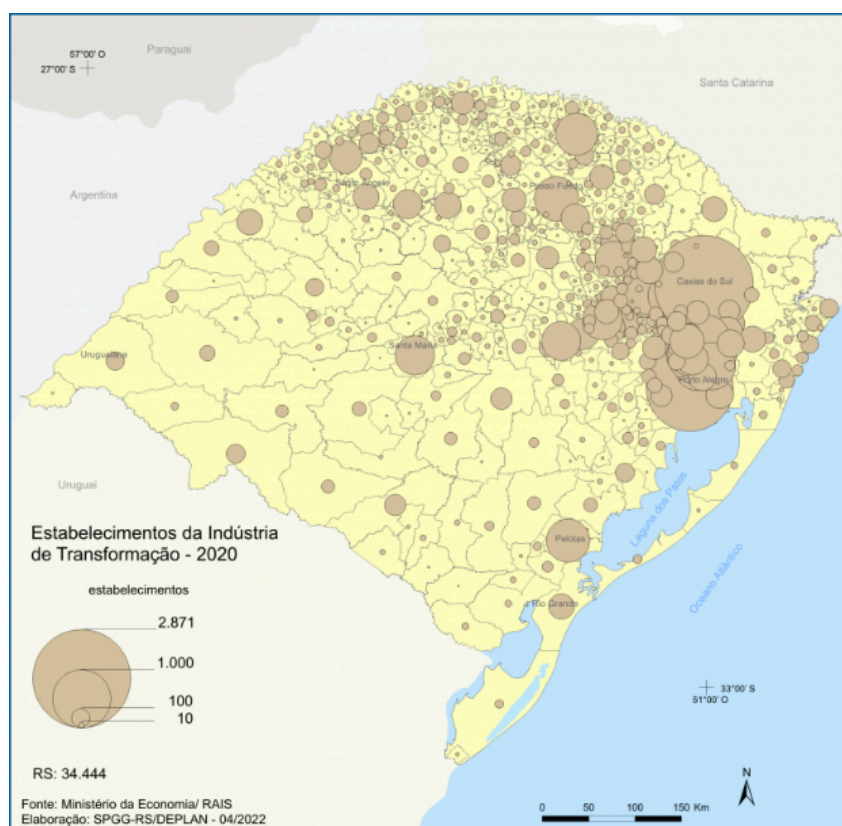 Paraguai
57°00' O
27°00' S
Santa Catarina
Argentina
Santo Ângelo
Passo Fundo
Caxias do Sul
Santa Maria
Uruguaiana
Porto Alegre
Uruguai
Laguna dos Patos
Oceano Atlântico
Pelotas
Rio Grande
33°00' S
51°00' O
Estabelecimentos da Indústria
de Transformação - 2020
estabelecimentos
2.871
1.000
100
10
RS: 34.444
Fonte: Ministério da Economia/ RAIS
Elaboração: SPGG-RS/DEPLAN - 04/2022
N
0 50 100 150 Km